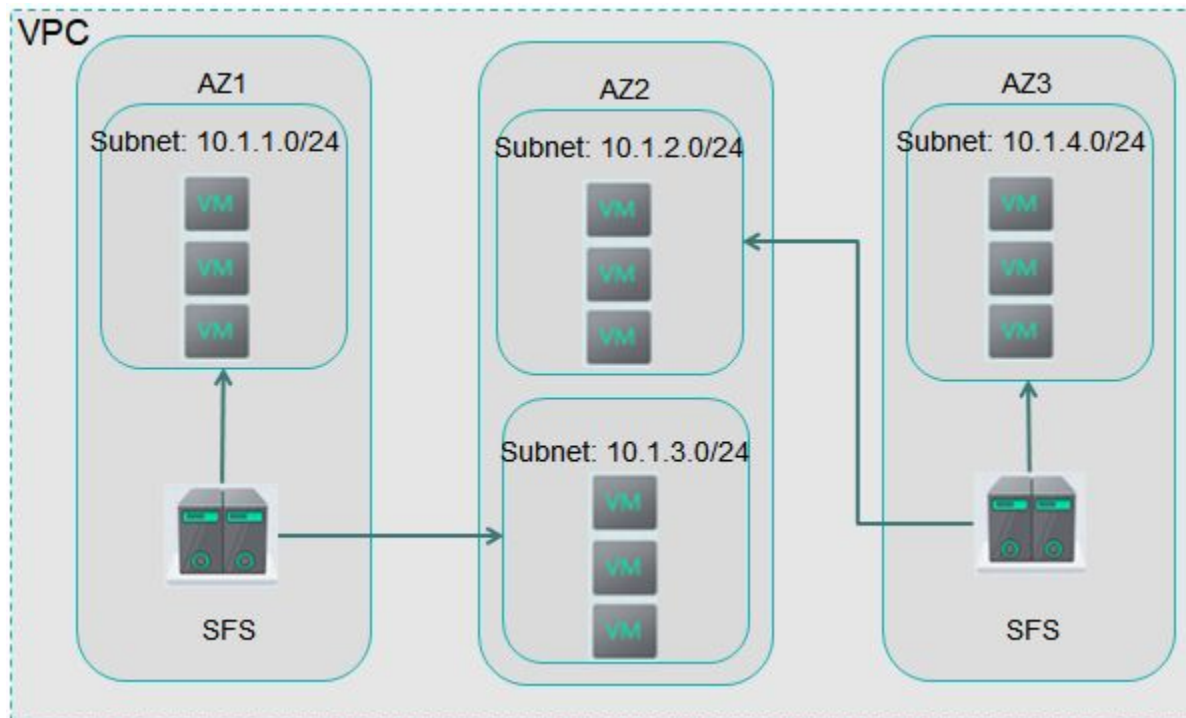 VPC
AZ1
Subnet: 10.1.1.0/24
VM
VM
VM
SFS
AZ2
Subnet: 10.1.2.0/24
VM
VM
VM
Subnet: 10.1.3.0/24
VM
VM
VM
AZ3
Subnet: 10.1.4.0/24
VM
VM
VM
SFS